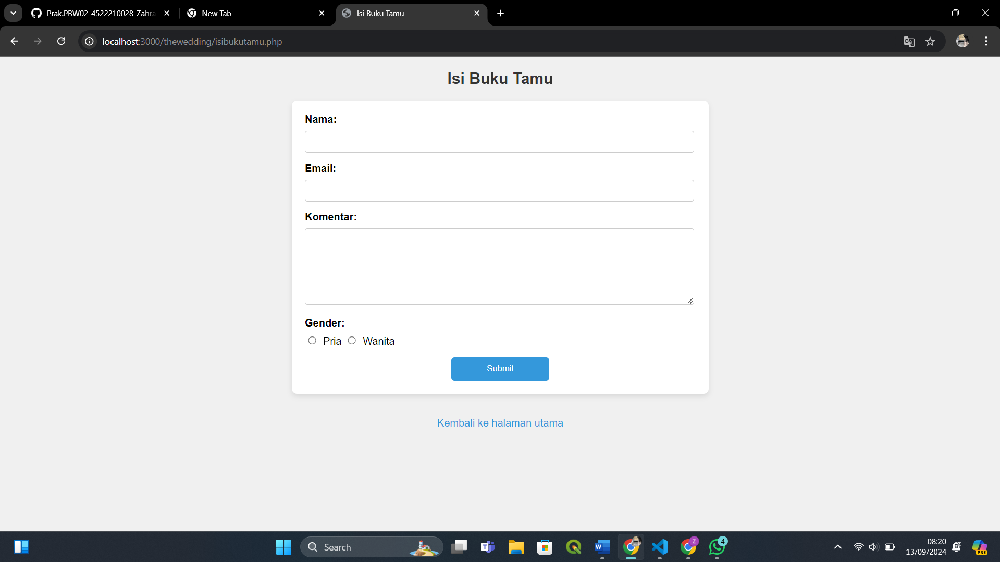 Prak.PBW02-4522210028-Zahra
New Tab
Isi Buku Tamu
localhost:3000/thewedding/isibukutamu.php
Isi Buku Tamu
Nama:
Email:
Komentar:
Gender:
Pria
Wanita
Submit
Kembali ke halaman utama
Search
T
W
Z
4
08:20
13/09/2024
PRE